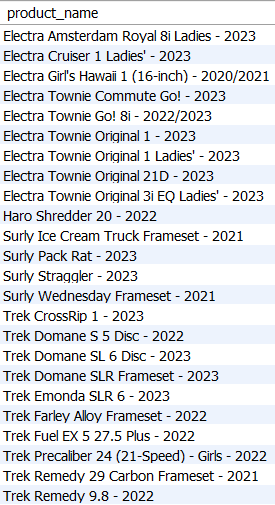 product_name
Electra Amsterdam Royal 8i Ladies - 2023
Electra Cruiser 1 Ladies' - 2023
Electra Girl's Hawaii 1 (16-inch) - 2020/2021
Electra Townie Commute Go! - 2023
Electra Townie Go! 8i - 2022/2023
Electra Townie Original 1 - 2023
Electra Townie Original 1 Ladies' - 2023
Electra Townie Original 21D - 2023
Electra Townie Original 3i EQ Ladies' - 2023
Haro Shredder 20 - 2022
Surly Ice Cream Truck Frameset - 2021
Surly Pack Rat - 2023
Surly Straggler - 2023
Surly Wednesday Frameset - 2021
Trek CrossRip 1 - 2023
Trek Domane S 5 Disc - 2022
Trek Domane SL 6 Disc - 2023
Trek Domane SLR Frameset - 2023
Trek Emonda SLR 6 - 2023
Trek Farley Alloy Frameset - 2022
Trek Fuel EX 5 27.5 Plus - 2022
Trek Precaliber 24 (21-Speed) - Girls - 2022
Trek Remedy 29 Carbon Frameset - 2021
Trek Remedy 9.8 - 2022